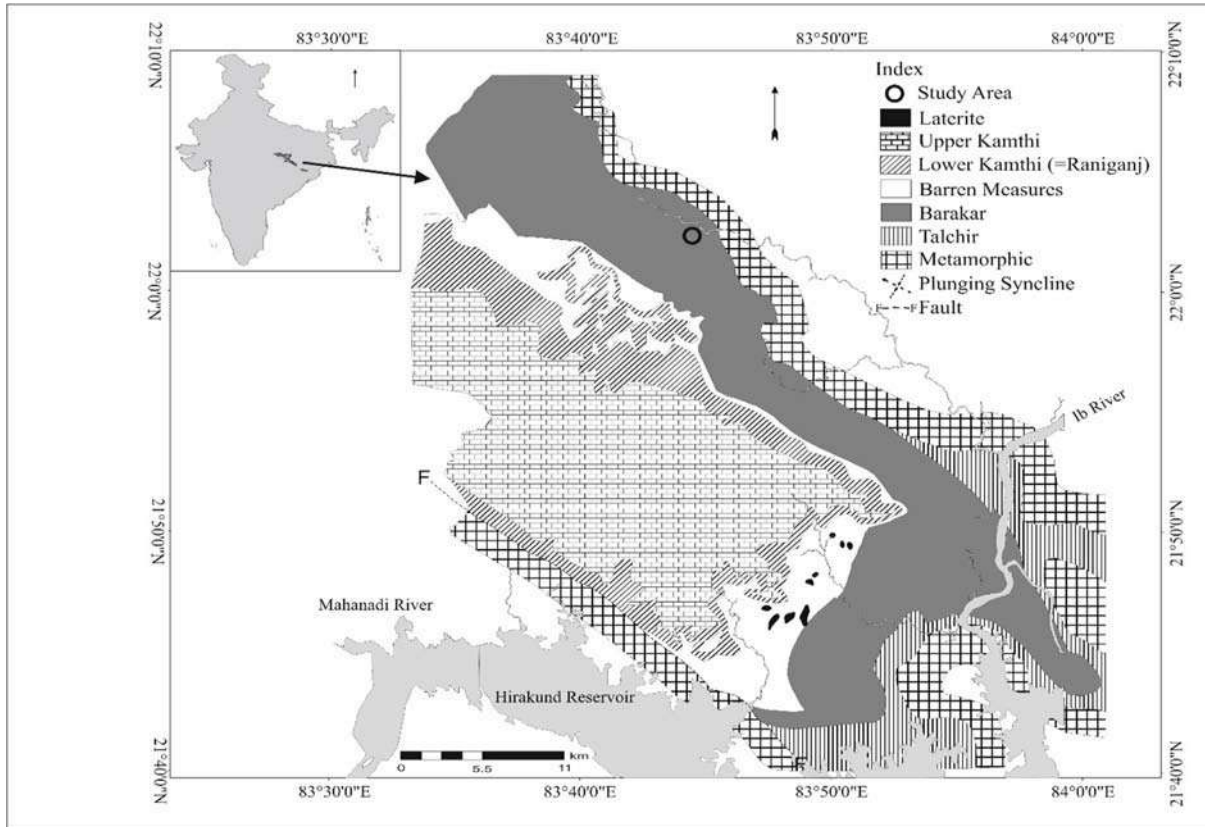 83°30'0"E
83°40'0"E
83°50'0"E
84°0'0"E
22°10'0"N
22°10'0"N
Index
Study Area
Laterite
Upper Kamthi
Lower Kamthi (=Raniganj)
Barren Measures
Barakar
Talchir
Metamorphic
Plunging Syncline
F F Fault
22°0'0"N
22°0'0"N
Ib River
F
21°50'0"N
21°50'0"N
Mahanadi River
Hirakund Reservoir
F
0 5.5 11
km
21°40'0"N
21°40'0"N
83°30'0"E
83°40'0"E
83°50'0"E
84°0'0"E